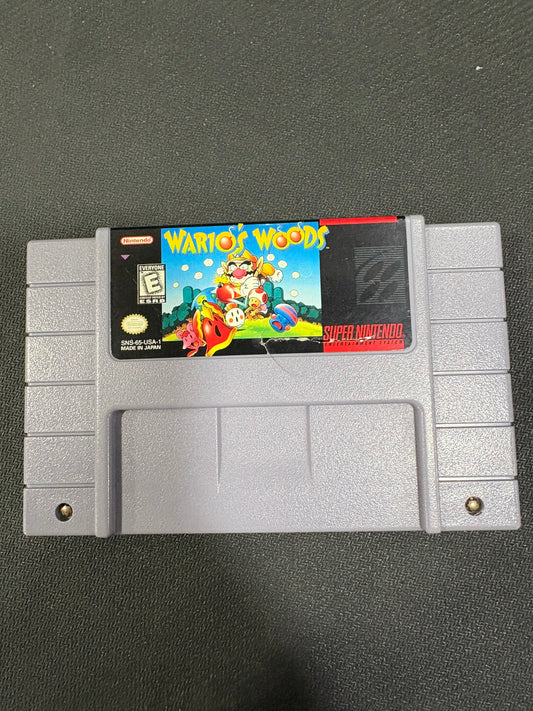 Nintendo
WARIO'S WOODS
EVERYONE
E
ESRB
SNS-65-USA-1
MADE IN JAPAN
SUPER NINTENDO
ENTERTAINMENT SYSTEM